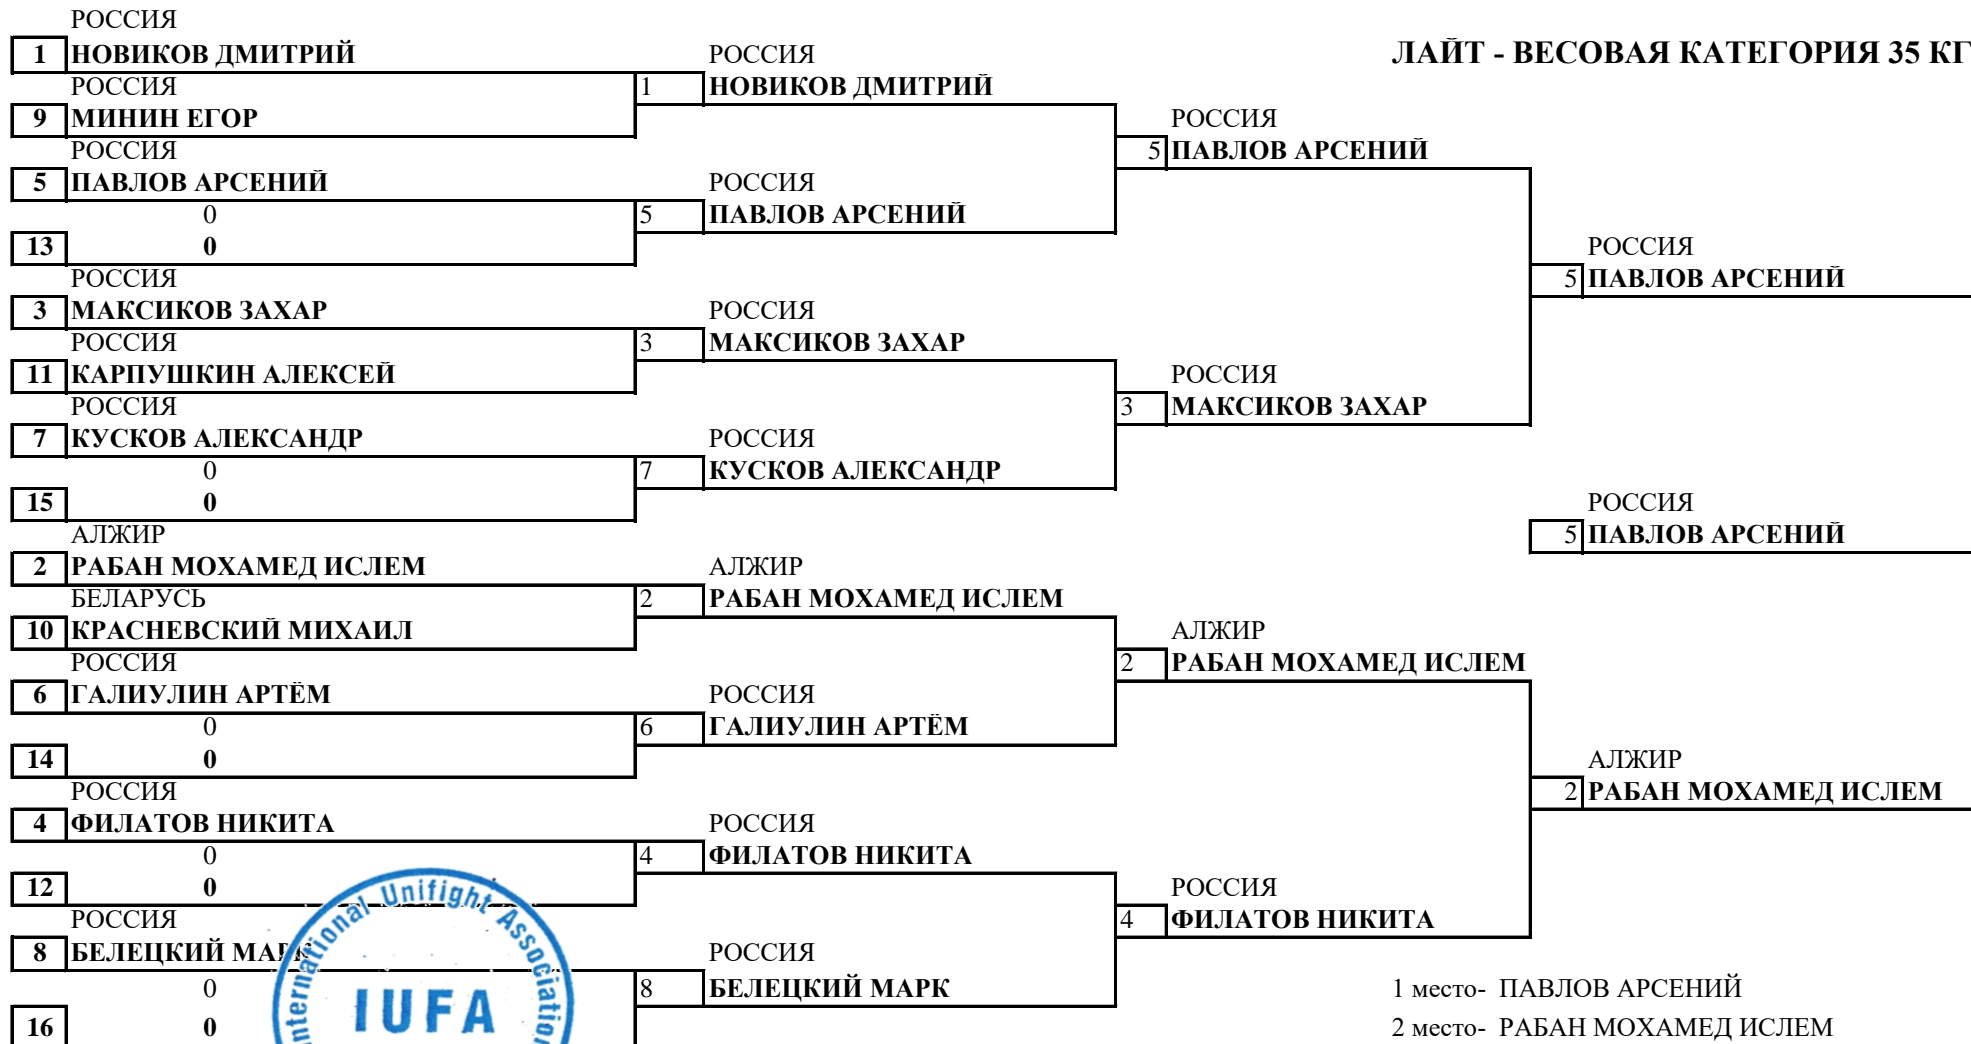 РОССИЯ
1 НОВИКОВ ДМИТРИЙ РОССИЯ ЛАЙТ - ВЕСОВАЯ КАТЕГОРИЯ 35 КГ
РОССИЯ 1 НОВИКОВ ДМИТРИЙ
9 МИНИН ЕГОР РОССИЯ
РОССИЯ 5 ПАВЛОВ АРСЕНИЙ
5 ПАВЛОВ АРСЕНИЙ РОССИЯ
0 5 ПАВЛОВ АРСЕНИЙ
13 0 РОССИЯ
РОССИЯ 5 ПАВЛОВ АРСЕНИЙ
3 МАКСИКОВ ЗАХАР РОССИЯ
РОССИЯ 3 МАКСИКОВ ЗАХАР
11 КАРПУШКИН АЛЕКСЕЙ РОССИЯ
РОССИЯ 3 МАКСИКОВ ЗАХАР
7 КУСКОВ АЛЕКСАНДР РОССИЯ
0 7 КУСКОВ АЛЕКСАНДР
15 0 РОССИЯ
АЛЖИР 5 ПАВЛОВ АРСЕНИЙ
2 РАБАН МОХАМЕД ИСЛЕМ АЛЖИР
БЕЛАРУСЬ 2 РАБАН МОХАМЕД ИСЛЕМ
10 КРАСНЕВСКИЙ МИХАИЛ АЛЖИР
РОССИЯ 2 РАБАН МОХАМЕД ИСЛЕМ
6 ГАЛИУЛИН АРТЁМ РОССИЯ
0 6 ГАЛИУЛИН АРТЁМ
14 0 АЛЖИР
РОССИЯ 2 РАБАН МОХАМЕД ИСЛЕМ
4 ФИЛАТОВ НИКИТА РОССИЯ
0 4 ФИЛАТОВ НИКИТА
12 0 РОССИЯ
РОССИЯ 4 ФИЛАТОВ НИКИТА
8 БЕЛЕЦКИЙ МАРК РОССИЯ
0 8 БЕЛЕЦКИЙ МАРК 1 место- ПАВЛОВ АРСЕНИЙ
16 0 2 место- РАБАН МОХАМЕД ИСЛЕМ
International Unifight Association
IUFA